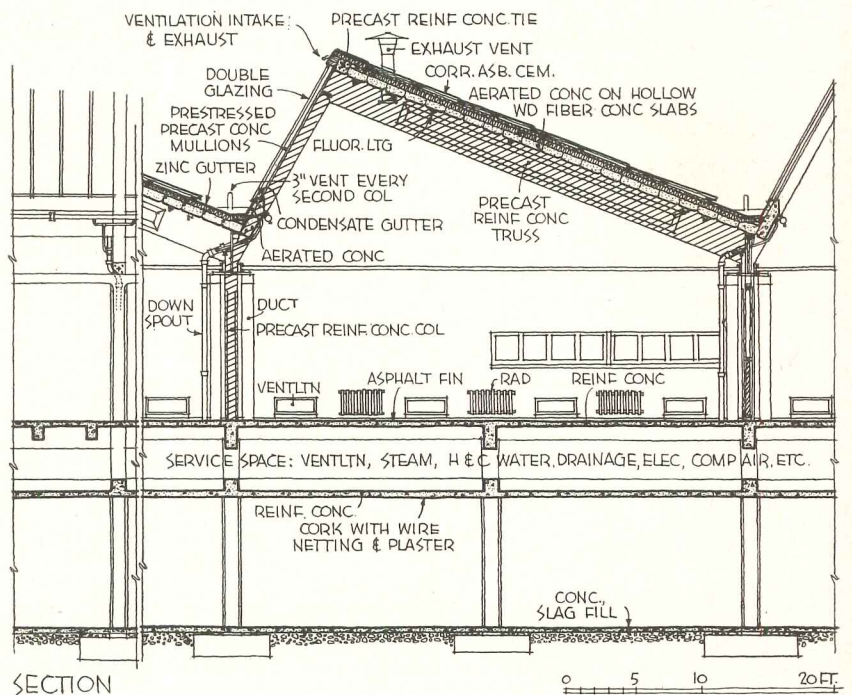 VENTILATION INTAKE
& EXHAUST
PRECAST REINF CONC. TIE
EXHAUST VENT
CORR. ASB. CEM.
DOUBLE
GLAZING
AERATED CONC ON HOLLOW
WD FIBER CONC SLABS
PRESTRESSED
PRECAST CONC
MULLIONS
FLUOR. LTG
ZINC GUTTER
3" VENT EVERY
SECOND COL
PRECAST
REINF CONC
TRUSS
CONDENSATE GUTTER
AERATED CONC
DOWN
SPOUT
DUCT
PRECAST REINF. CONC. COL
VENTLTN
ASPHALT FIN
RAD
REINF CONC
SERVICE SPACE: VENTLTN, STEAM, H & C WATER, DRAINAGE, ELEC, COMP AIR, ETC.
REINF. CONC.
CORK WITH WIRE
NETTING & PLASTER
CONC.,
SLAG FILL
SECTION
0 5 10 20 FT.